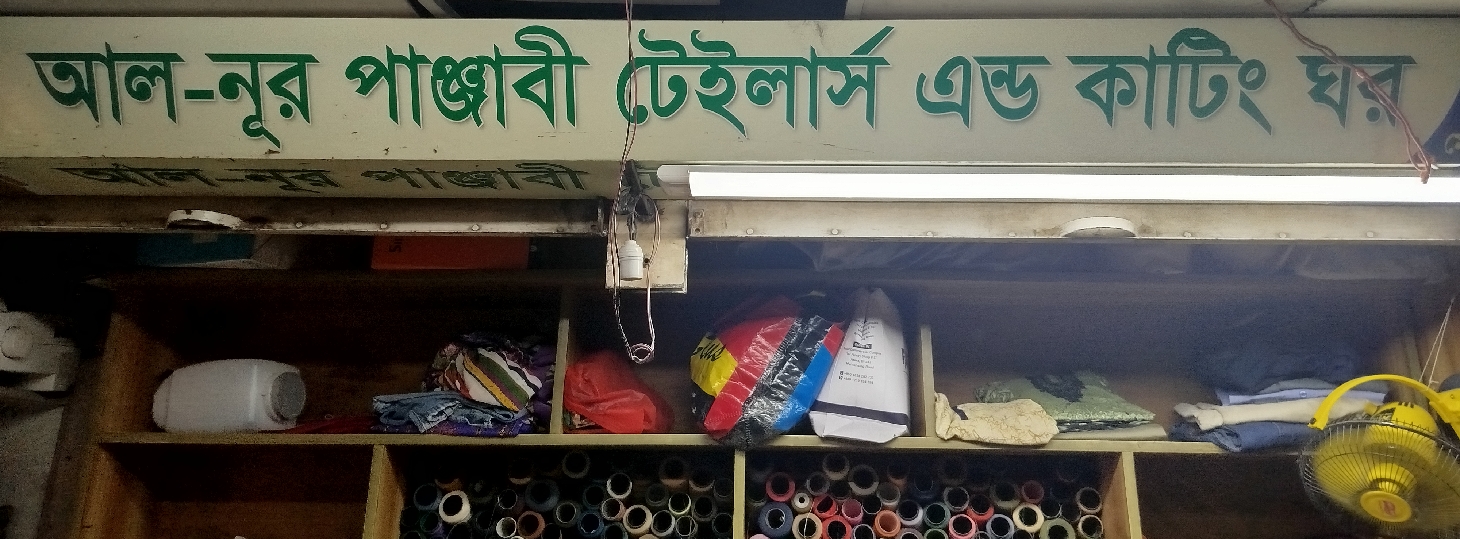 আল-নূর পাঞ্জাবী টেইলার্স এন্ড কাটিং ঘর
আল-নূর পাঞ্জাবী